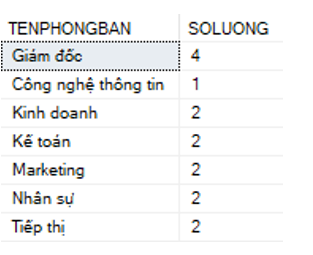 TENPHONGBAN SOLUONG
Giám đốc 4
Công nghệ thông tin 1
Kinh doanh 2
Kế toán 2
Marketing 2
Nhân sự 2
Tiếp thị 2